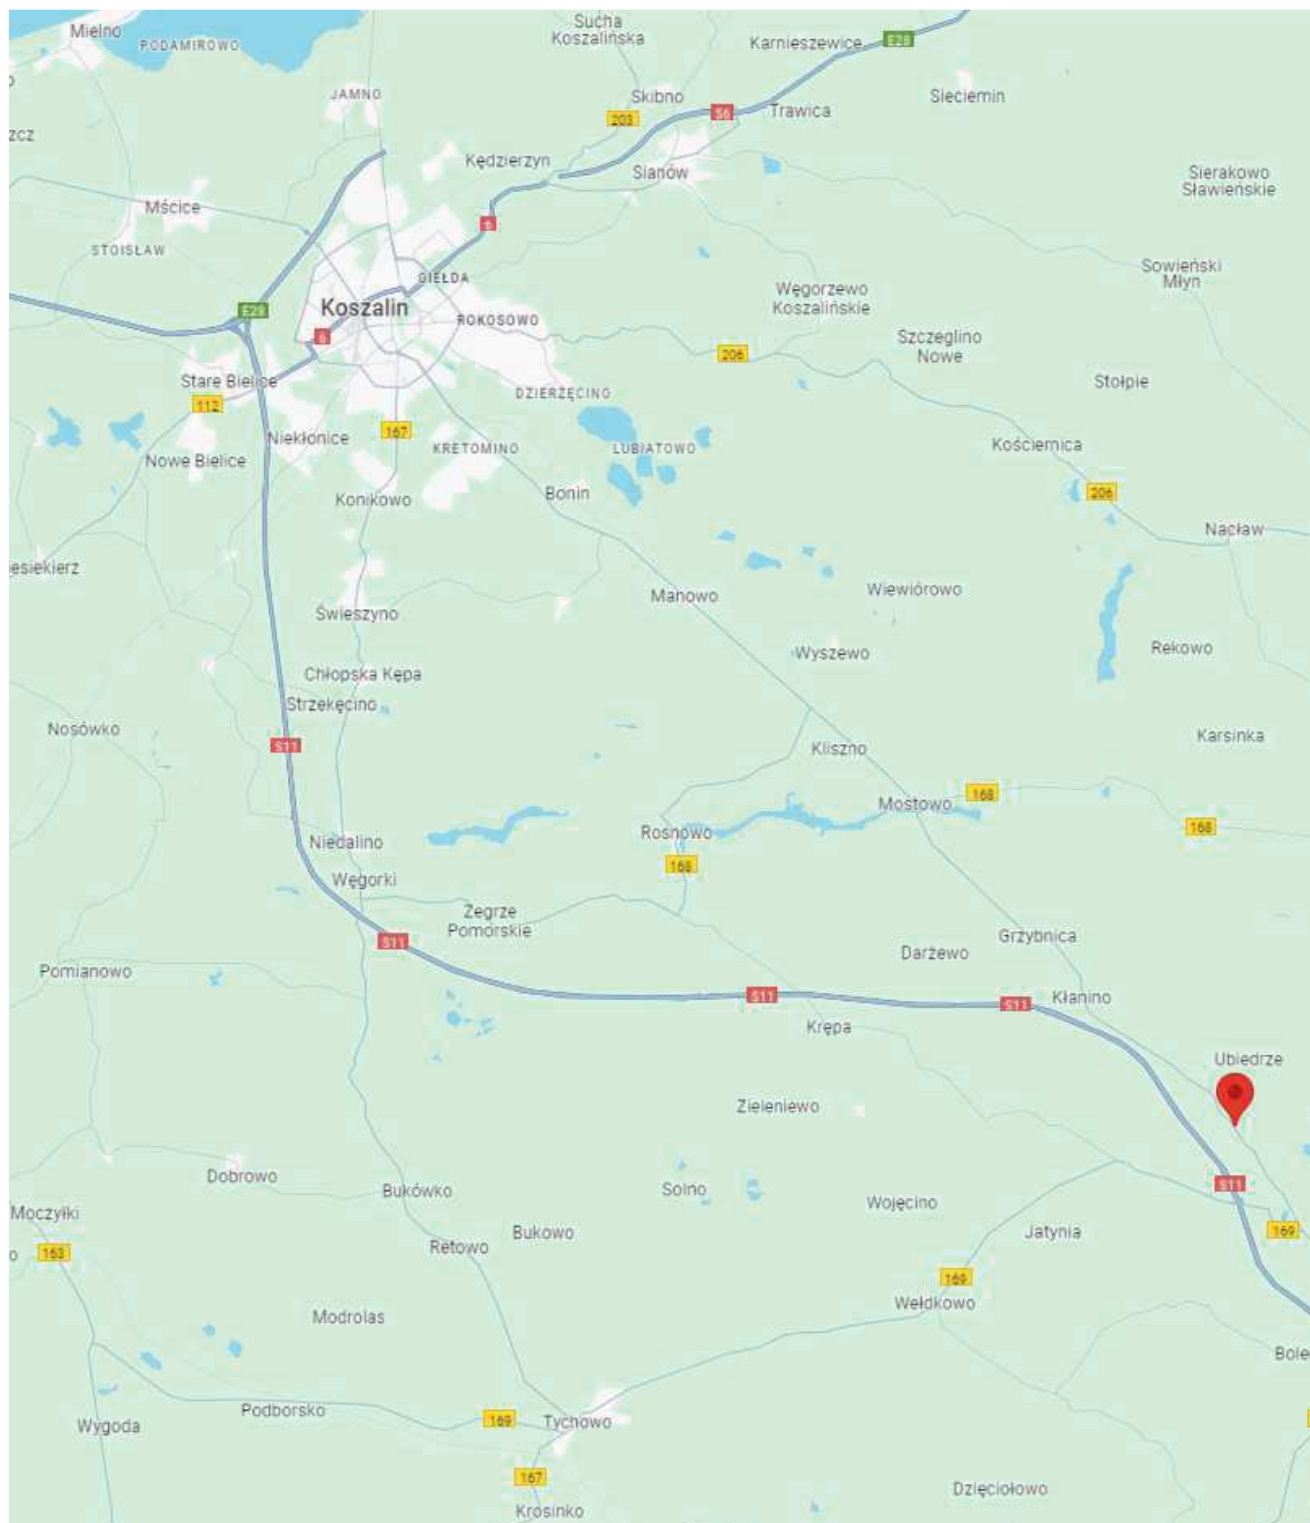 Mielno
PODAMIROWO
Sucha
Koszalińska
Karnieszewice
E28
JAMNO
Skibno
203
S6
Trawica
Sieciemin
zcz
Kędzierzyn
Sianów
Sierakowo
Sławieńskie
Mścice
STOISŁAW
6
GIEŁDA
Sowieński
Młyn
Węgorzewo
Koszalińskie
E28
Koszalin
ROKOSOWO
6
206
Szczeglino
Nowe
Stare Bielice
112
DZIERŻĘCINO
Stołpie
167
Niekłonice
KRETOMINO
LUBIATOWO
Kościernica
Nowe Bielice
Konikowo
Bonin
206
Nacław
esiekierz
Manowo
Wiewiórowo
Świeszyno
Wyszewo
Rekowo
Chłopska Kępa
Strzekęcino
Nosówko
S11
Kliszno
Karsinka
Mostowo
168
Rosnowo
168
Niedalino
168
Węgorki
Żegrze
Pomorskie
S11
Darżewo
Grzybnica
Pomianowo
S11
S11
Kłanino
Krępa
Ubiedrze
Zieleniewo
Dobrowo
Bukówko
Solno
S11
Wojęcino
Moczyłki
Bukowo
Jatynia
169
o
163
Retowo
169
Wełdkowo
Modrolas
Bole
Podborsko
169
Tychowo
Wygoda
167
Krosinko
Dzięciołowo